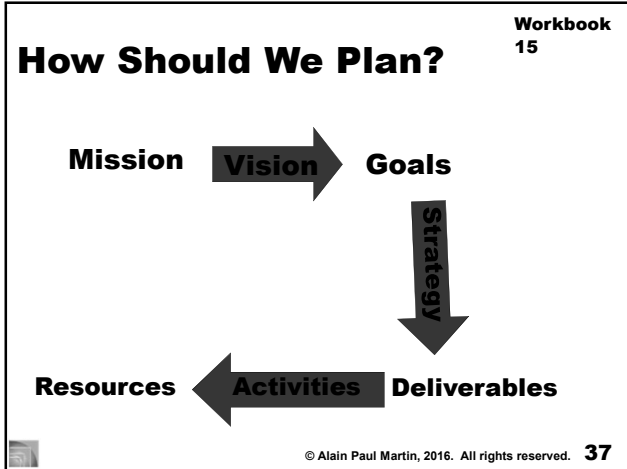 Workbook
15
How Should We Plan?
Mission Vision Goals
Strategy
Resources Activities Deliverables
© Alain Paul Martin, 2016. All rights reserved. 37